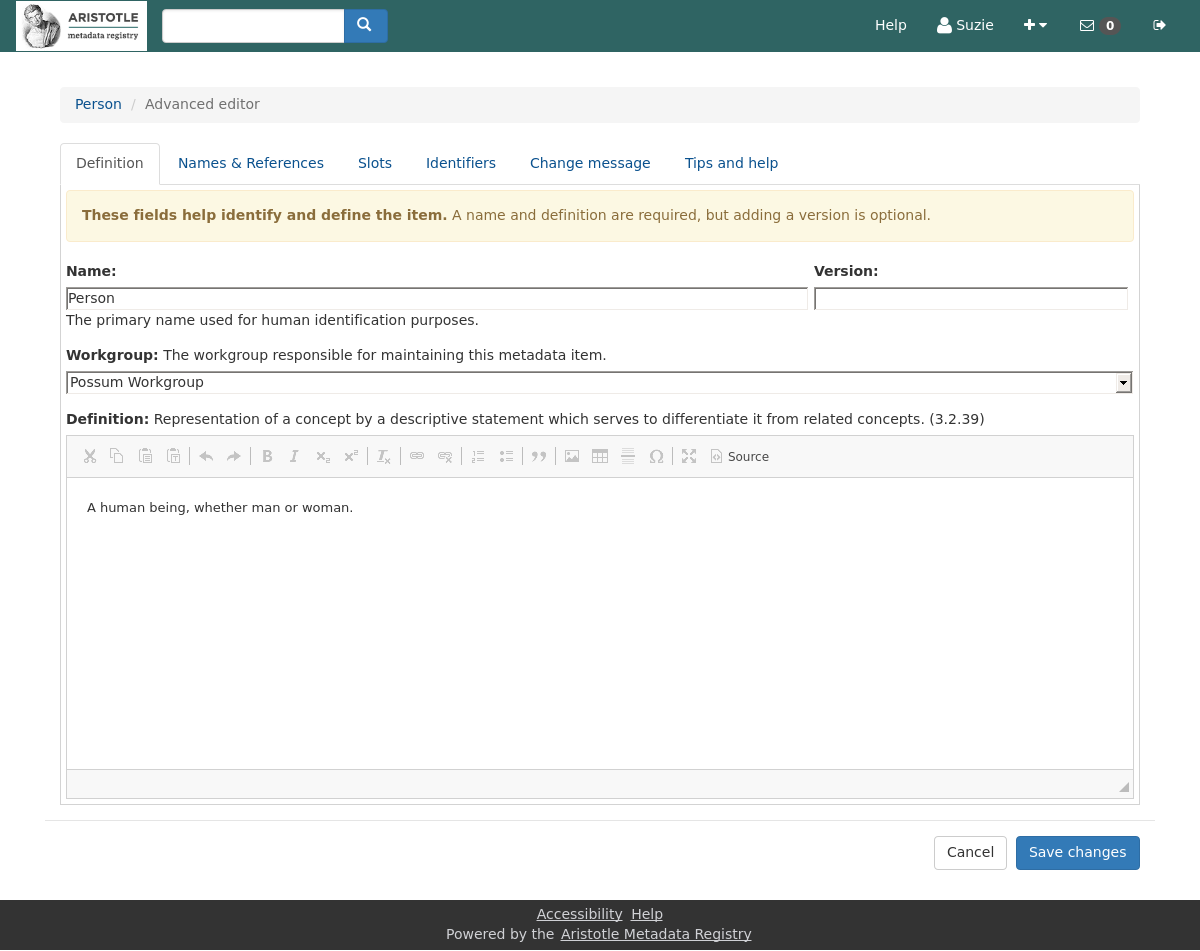 ARISTOTLE
metadata registry
Help Suzie 0
Person / Advanced editor
Definition Names & References Slots Identifiers Change message Tips and help
These fields help identify and define the item. A name and definition are required, but adding a version is optional.
Name: Version:
Person
The primary name used for human identification purposes.
Workgroup: The workgroup responsible for maintaining this metadata item.
Possum Workgroup
Definition: Representation of a concept by a descriptive statement which serves to differentiate it from related concepts. (3.2.39)
Source
A human being, whether man or woman.
Cancel Save changes
Accessibility Help
Powered by the Aristotle Metadata Registry